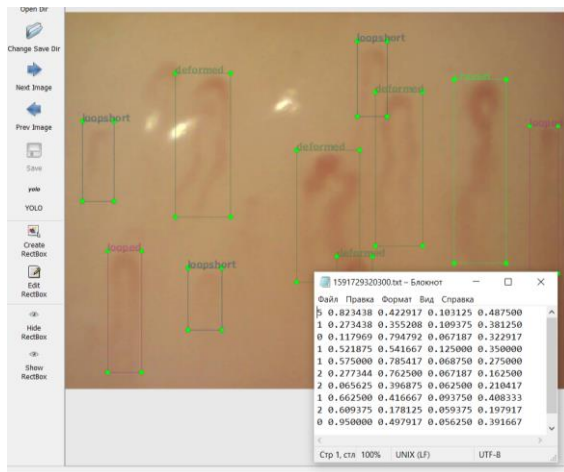 Open Dir
Change Save Dir
Next Image
Prev Image
Save
yolo
YOLO
Create
RectBox
Edit
RectBox
Hide
RectBox
Show
RectBox
loopshort
deformed
deformed
loopshort
deformed
looped
loopshort
deformed
1591729320300.txt – Блокнот
Файл Правка Формат Вид Справка
5 0.823438 0.422917 0.103125 0.487500
1 0.273438 0.355208 0.109375 0.381250
0 0.117969 0.794792 0.067187 0.322917
1 0.521875 0.541667 0.125000 0.350000
1 0.575000 0.785417 0.068750 0.275000
2 0.277344 0.762500 0.067187 0.162500
2 0.065625 0.396875 0.062500 0.210417
1 0.662500 0.416667 0.093750 0.408333
2 0.609375 0.178125 0.059375 0.197917
0 0.950000 0.497917 0.056250 0.391667
Стр 1, стл 100% UNIX (LF) UTF-8